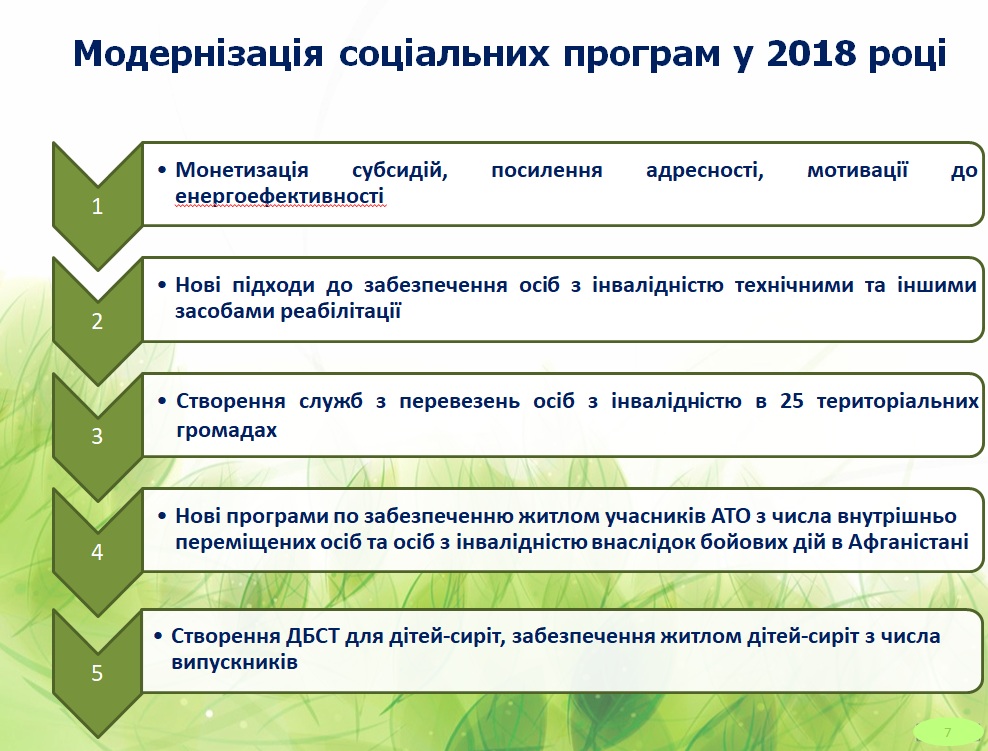 Модернізація соціальних програм у 2018 році
1
• Монетизація субсидій, посилення адресності, мотивації до
енергоефективності
2
• Нові підходи до забезпечення осіб з інвалідністю технічними та іншими
засобами реабілітації
3
• Створення служб з перевезень осіб з інвалідністю в 25 територіальних
громадах
4
• Нові програми по забезпеченню житлом учасників АТО з числа внутрішньо
переміщених осіб та осіб з інвалідністю внаслідок бойових дій в Афганістані
5
• Створення ДБСТ для дітей-сиріт, забезпечення житлом дітей-сиріт з числа
випускників
7